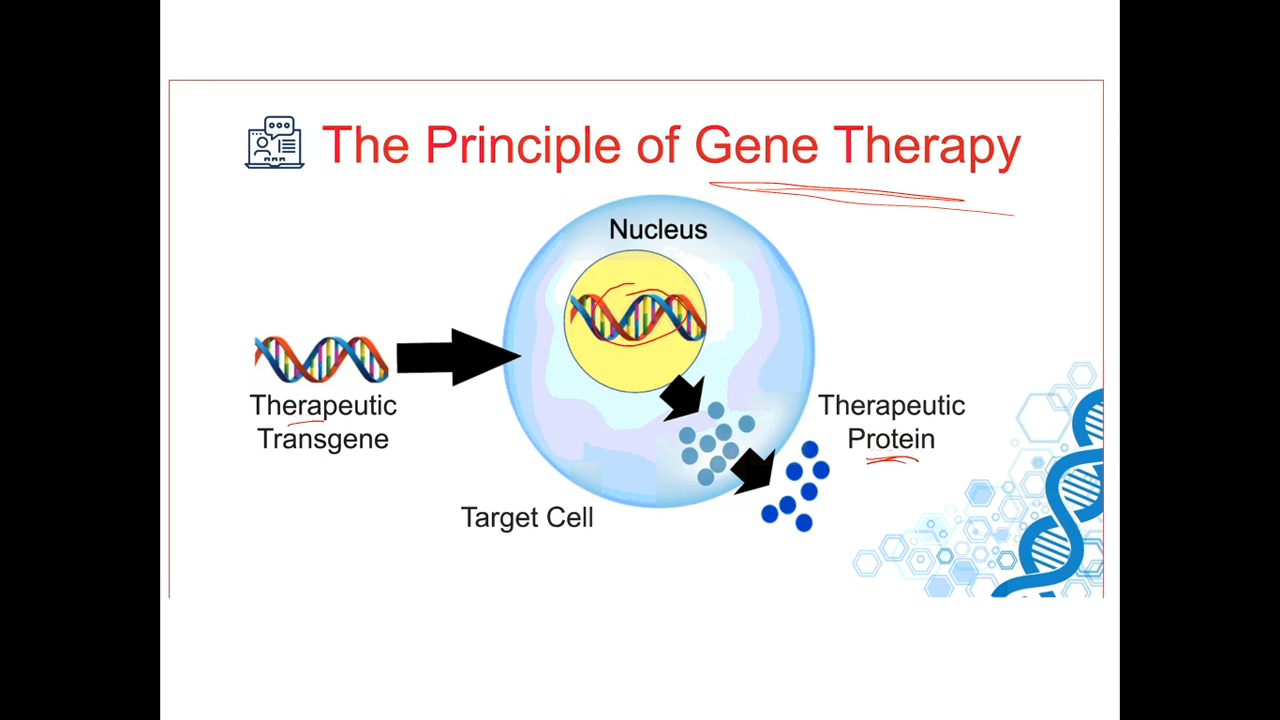 The Principle of Gene Therapy
Nucleus
Therapeutic
Transgene
Therapeutic
Protein
Target Cell